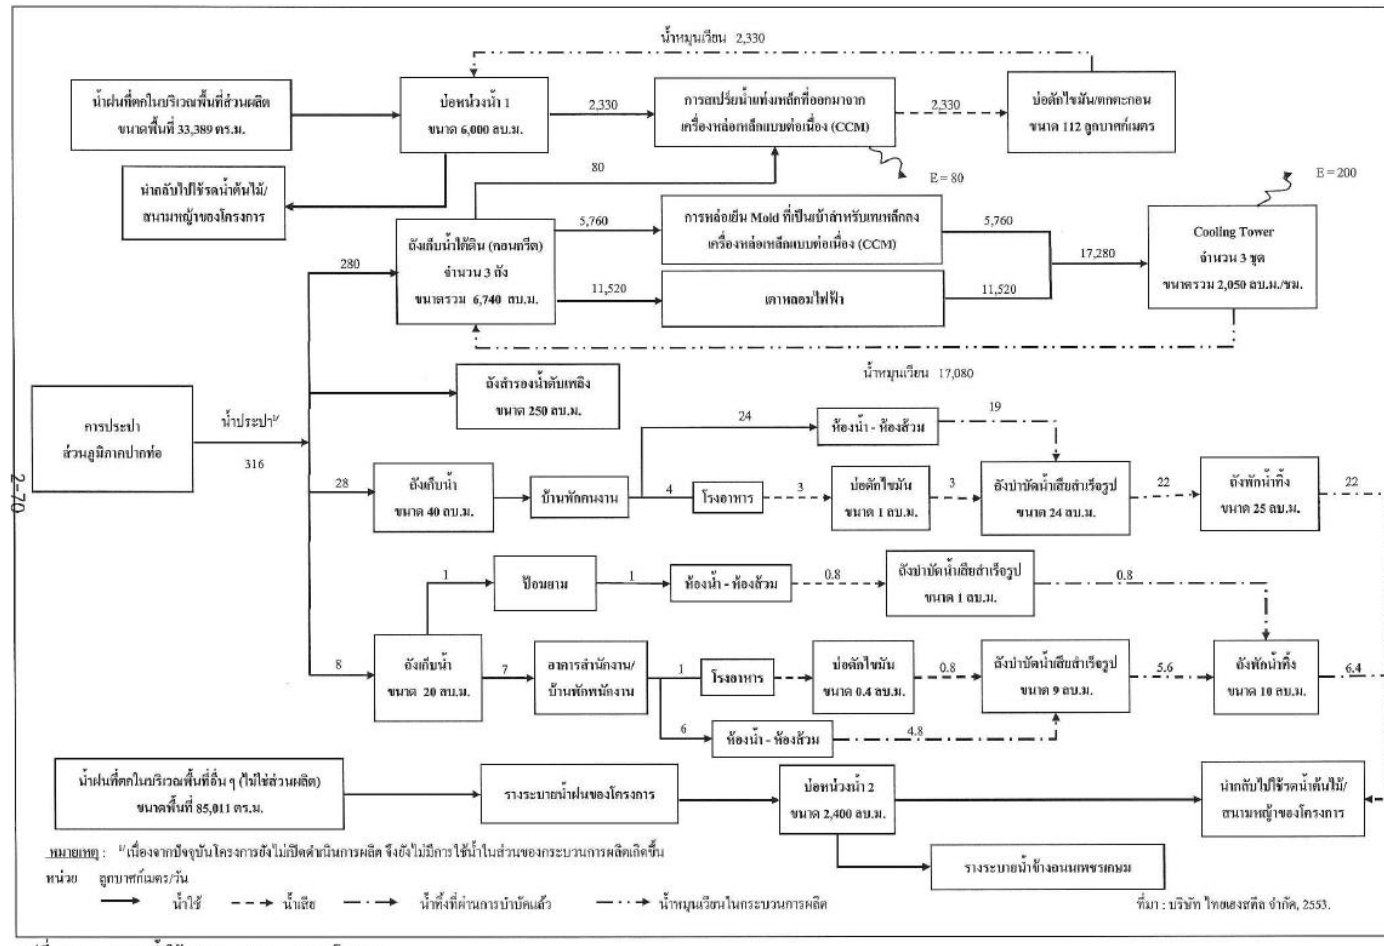 น้ำหมุนเวียน 2,330
น้ำฝนที่ตกในบริเวณพื้นที่ส่วนผลิต
ขนาดพื้นที่ 33,389 ตร.ม.
บ่อหน่วงน้ำ 1
ขนาด 6,000 ลบ.ม.
2,330
การสเปรย์น้ำแท่งเหล็กที่ออกมาจาก
เครื่องหล่อเหล็กแบบต่อเนื่อง (CCM)
2,330
บ่อดักไขมัน/ตกตะกอน
ขนาด 112 ลูกบาศก์เมตร
นำกลับไปใช้รดน้ำต้นไม้/
สนามหญ้าของโครงการ
80
E = 80
E = 200
280
ถังเก็บน้ำใต้ดิน (คอนกรีต)
จำนวน 3 ถัง
ขนาดรวม 6,740 ลบ.ม.
5,760
การหล่อเย็น Mold ที่เป็นเบ้าสำหรับเทเหล็กลง
เครื่องหล่อเหล็กแบบต่อเนื่อง (CCM)
5,760
11,520
เตาหลอมไฟฟ้า
11,520
17,280
Cooling Tower
จำนวน 3 ชุด
ขนาดรวม 2,050 ลบ.ม./ชม.
น้ำหมุนเวียน 17,080
ถังสำรองน้ำดับเพลิง
ขนาด 250 ลบ.ม.
การประปา
ส่วนภูมิภาคปากท่อ
น้ำประปา1/
316
2-70
28
ถังเก็บน้ำ
ขนาด 40 ลบ.ม.
บ้านพักคนงาน
24
ห้องน้ำ - ห้องส้วม
19
4
โรงอาหาร
3
บ่อดักไขมัน
ขนาด 1 ลบ.ม.
3
ถังบำบัดน้ำเสียสำเร็จรูป
ขนาด 24 ลบ.ม.
22
ถังพักน้ำทิ้ง
ขนาด 25 ลบ.ม.
22
1
ป้อมยาม
1
ห้องน้ำ - ห้องส้วม
0.8
ถังบำบัดน้ำเสียสำเร็จรูป
ขนาด 1 ลบ.ม.
0.8
8
ถังเก็บน้ำ
ขนาด 20 ลบ.ม.
7
อาคารสำนักงาน/
บ้านพักพนักงาน
1
โรงอาหาร
บ่อดักไขมัน
ขนาด 0.4 ลบ.ม.
0.8
ถังบำบัดน้ำเสียสำเร็จรูป
ขนาด 9 ลบ.ม.
5.6
ถังพักน้ำทิ้ง
ขนาด 10 ลบ.ม.
6.4
6
ห้องน้ำ - ห้องส้วม
4.8
น้ำฝนที่ตกในบริเวณพื้นที่อื่น ๆ (ไม่ใช่ส่วนผลิต)
ขนาดพื้นที่ 85,011 ตร.ม.
รางระบายน้ำฝนของโครงการ
บ่อหน่วงน้ำ 2
ขนาด 2,400 ลบ.ม.
นำกลับไปใช้รดน้ำต้นไม้/
สนามหญ้าของโครงการ
รางระบายน้ำข้างถนนเพชรเกษม
หมายเหตุ : 1/ เนื่องจากปัจจุบันโครงการยังไม่เปิดดำเนินการผลิต จึงยังไม่มีการใช้น้ำในส่วนของกระบวนการผลิตเกิดขึ้น
หน่วย ลูกบาศก์เมตร/วัน
น้ำใช้ น้ำเสีย น้ำทิ้งที่ผ่านการบำบัดแล้ว น้ำหมุนเวียนในกระบวนการผลิต
ที่มา : บริษัท ไทยเฮงสตีล จำกัด, 2553.